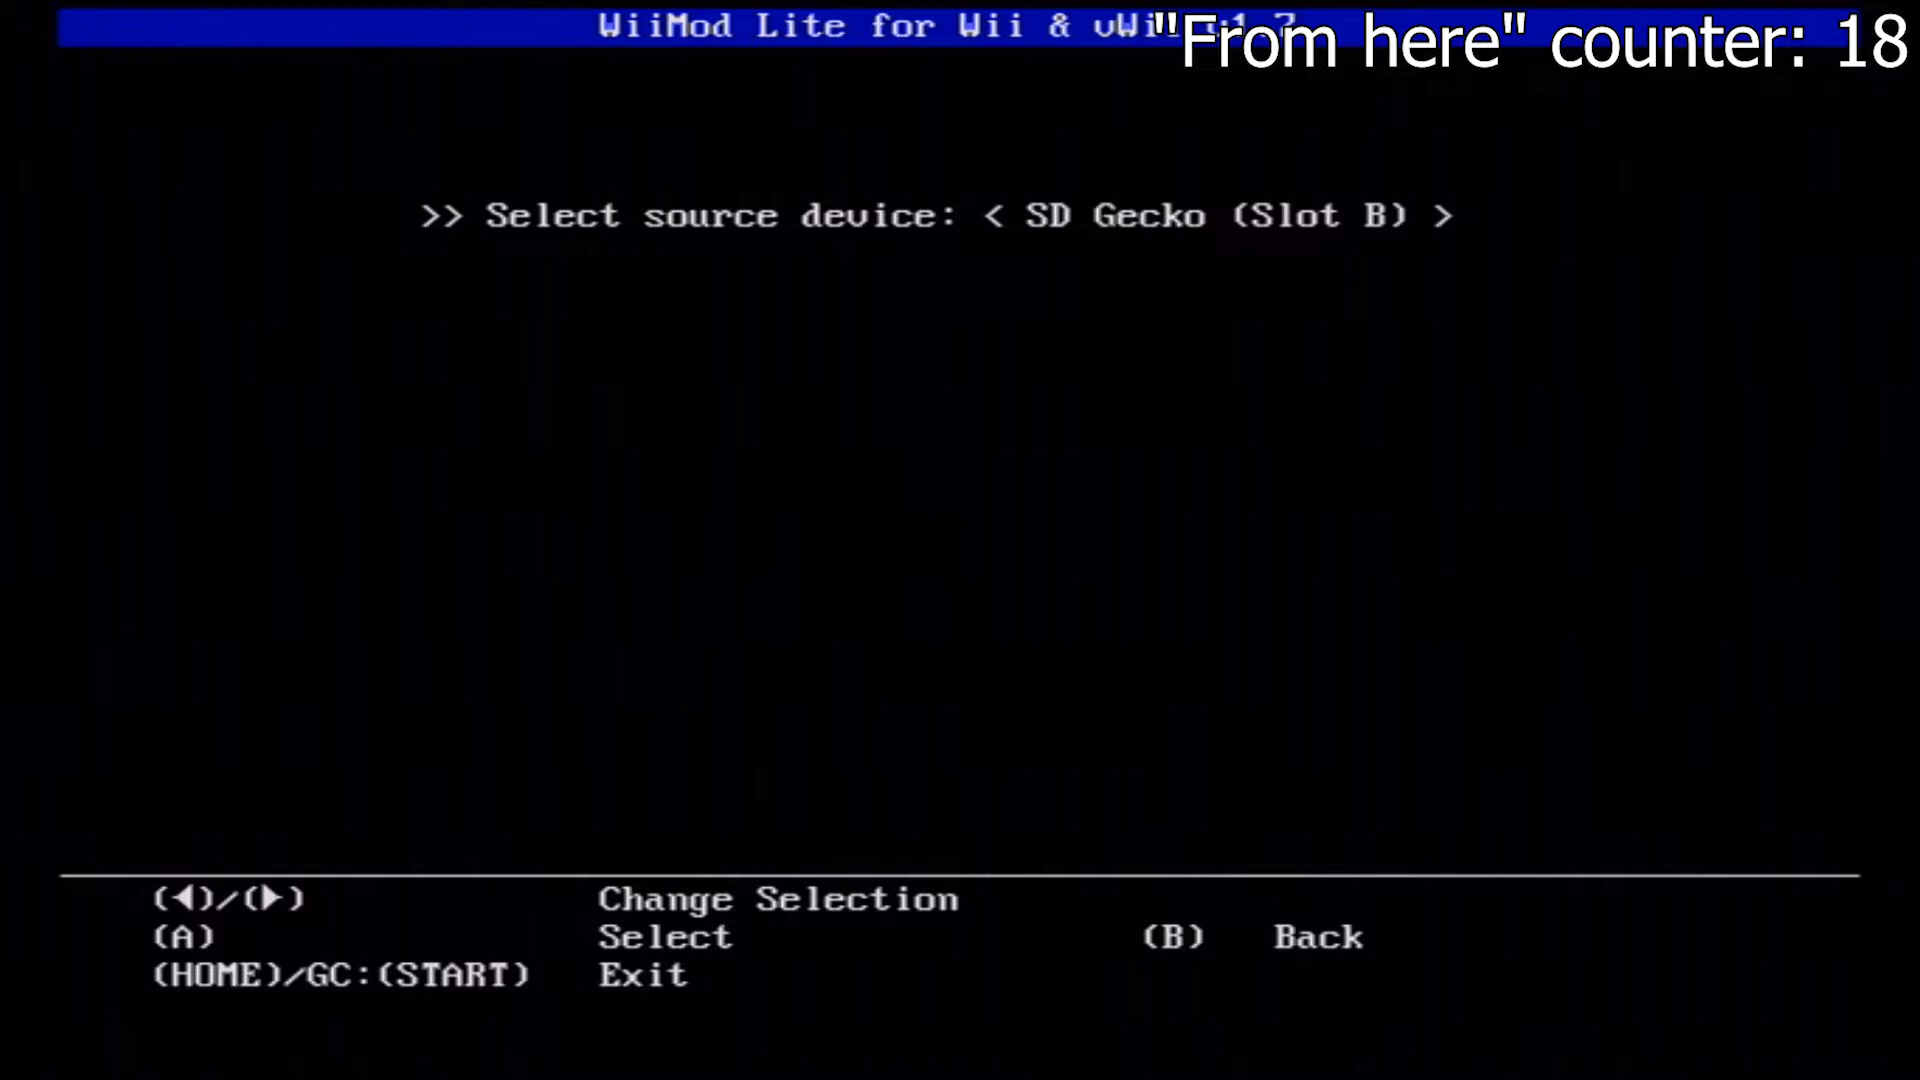 WiiMod Lite for Wii & vWi
"From here" counter: 18
>> Select source device: < SD Gecko (Slot B) >
(◀)/(▶) Change Selection
(A) Select (B) Back
(HOME)/GC:(START) Exit